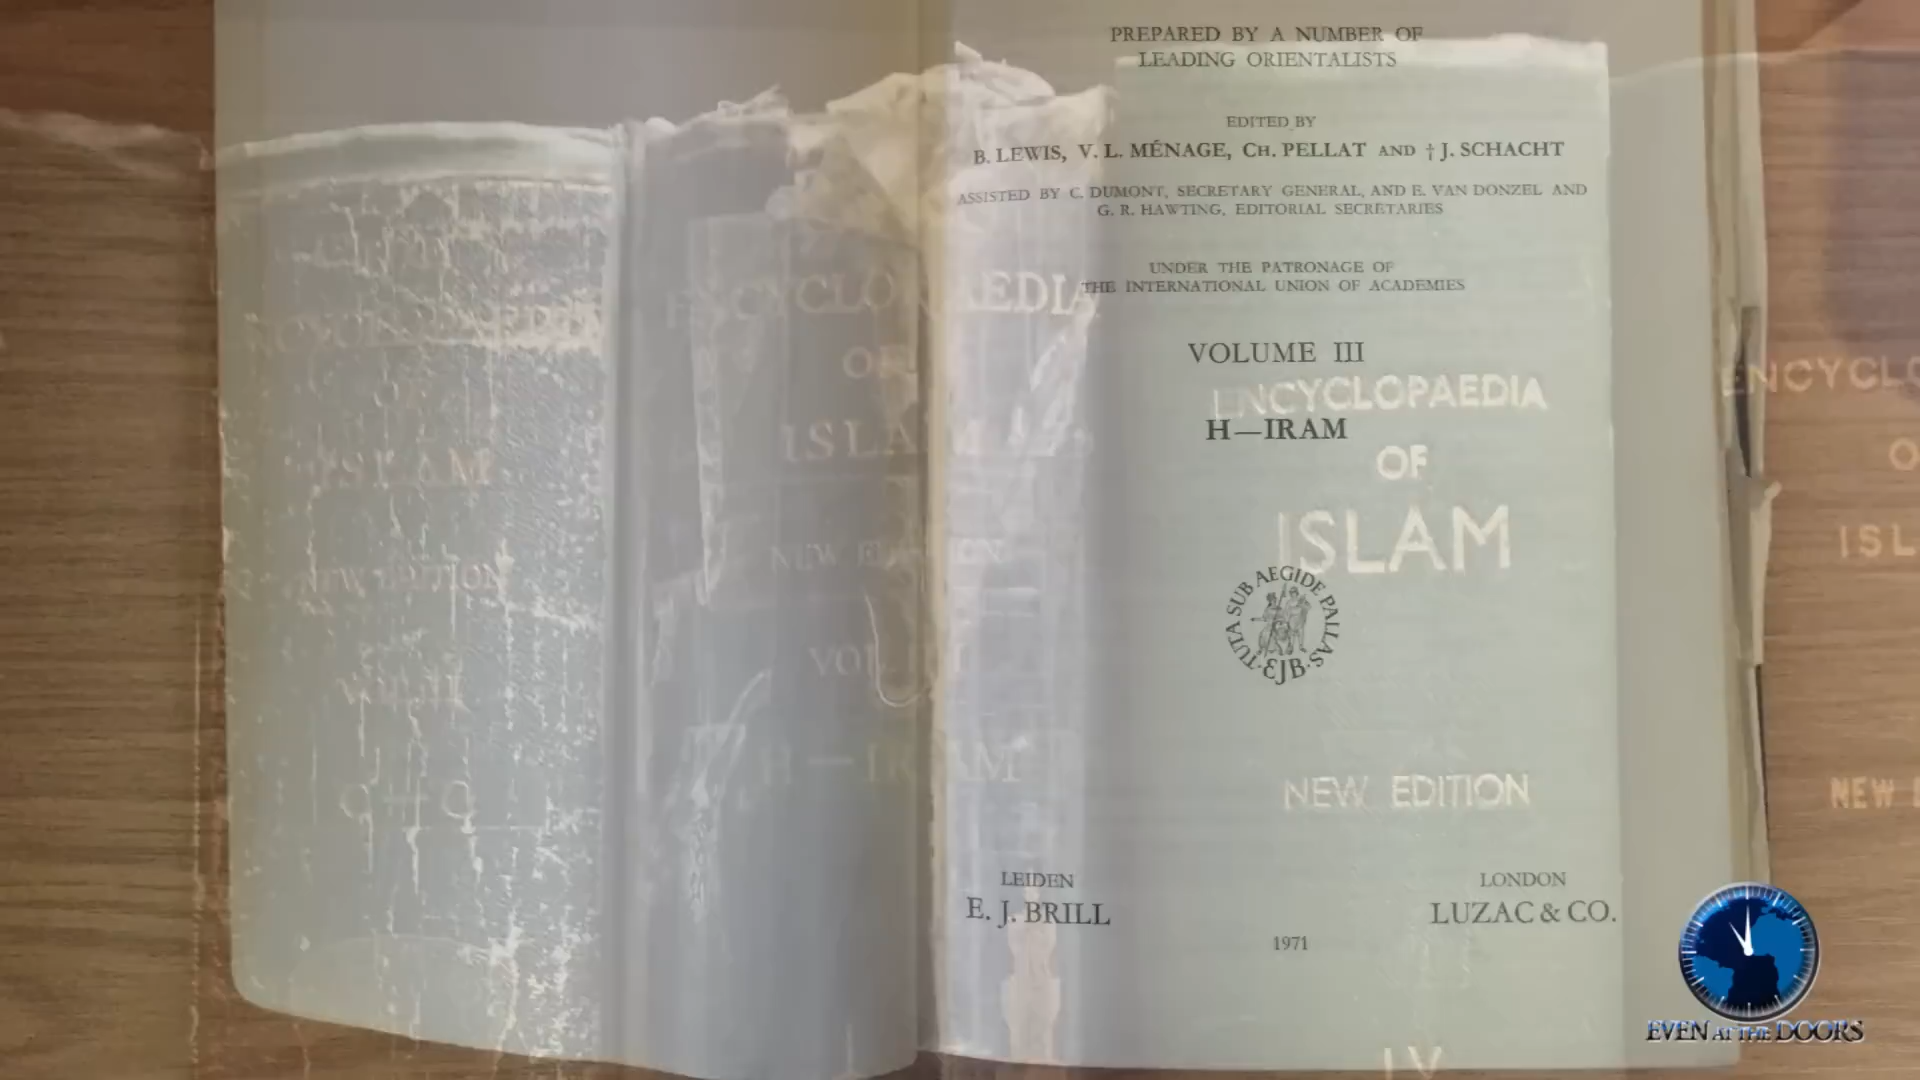 PREPARED BY A NUMBER OF
LEADING ORIENTALISTS
EDITED BY
B. LEWIS, V. L. MÉNAGE, CH. PELLAT AND † J. SCHACHT
ASSISTED BY C. DUMONT, SECRETARY GENERAL, AND E. VAN DONZEL AND
G. R. HAWTING, EDITORIAL SECRETARIES
UNDER THE PATRONAGE OF
THE INTERNATIONAL UNION OF ACADEMIES
VOLUME III
H—IRAM
TUTA SUB AEGIDE PALLAS
EJB
LEIDEN
E. J. BRILL
LONDON
LUZAC & CO.
1971
ENCYCLOPAEDIA
OF
ISLAM
NEW EDITION
ENCYCLOPAEDIA
OF
ISLAM
NEW EDITION
VOL. III
H — IRAM
ISLAM
NEW EDITION
ENCYCLO
ISL
NEW
EVEN AT THE DOORS